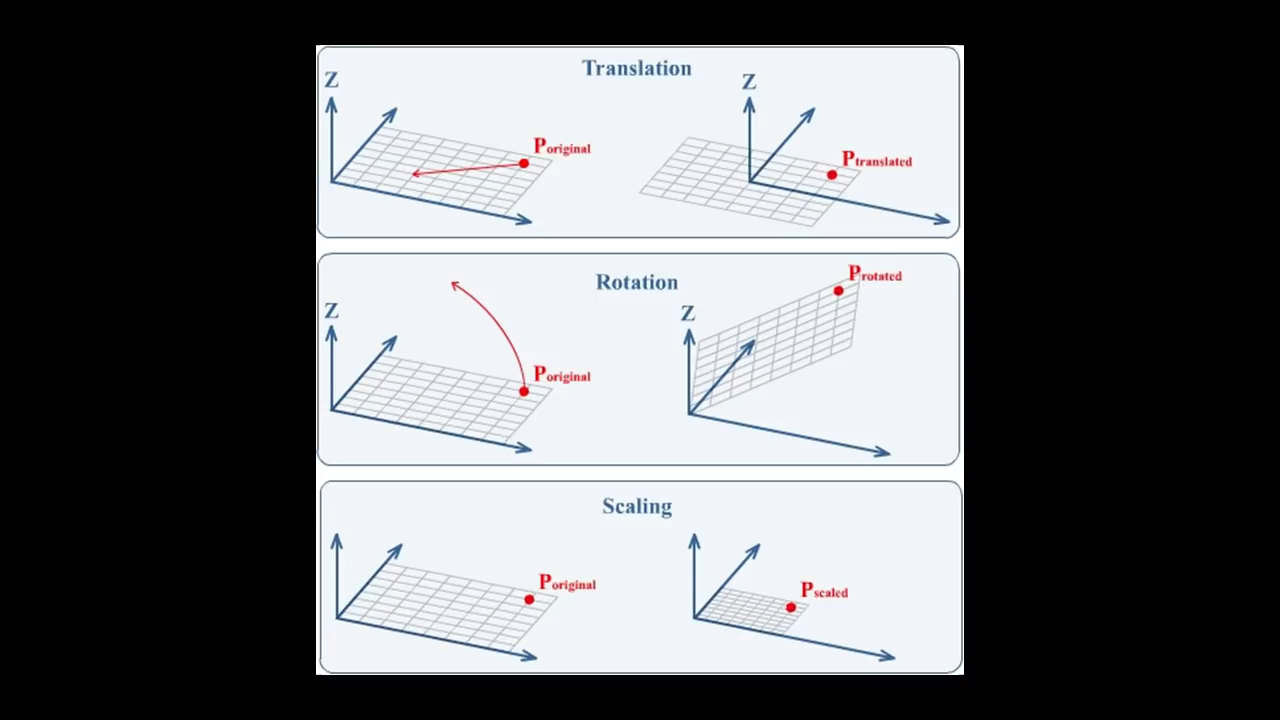 Translation
Z
Poriginal
Z
Ptranslated
Rotation
Z
Poriginal
Z
Protated
Scaling
Poriginal
Pscaled